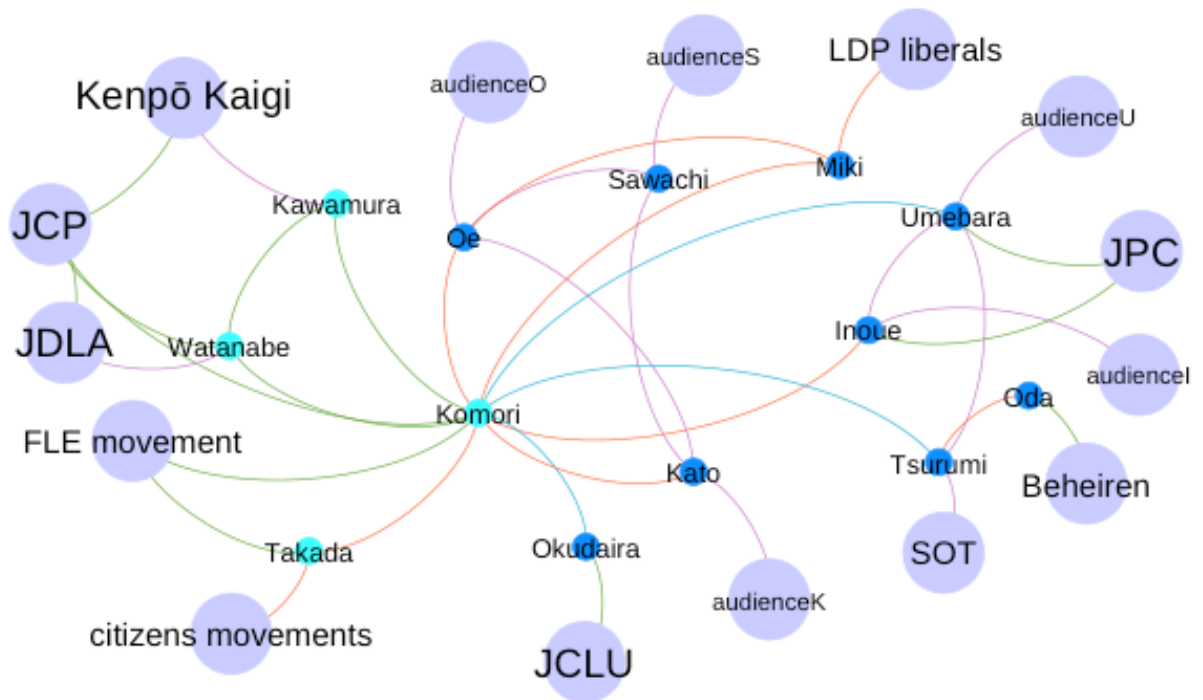 LDP liberals
audienceS
audienceO
Kenpō Kaigi
audienceU
Miki
Sawachi
Kawamura
Umebara
JCP
Oe
JPC
Inoue
JDLA
Watanabe
audienceI
Oda
Komori
FLE movement
Kato
Tsurumi
Beheiren
Takada
Okudaira
SOT
audienceK
citizens movements
JCLU